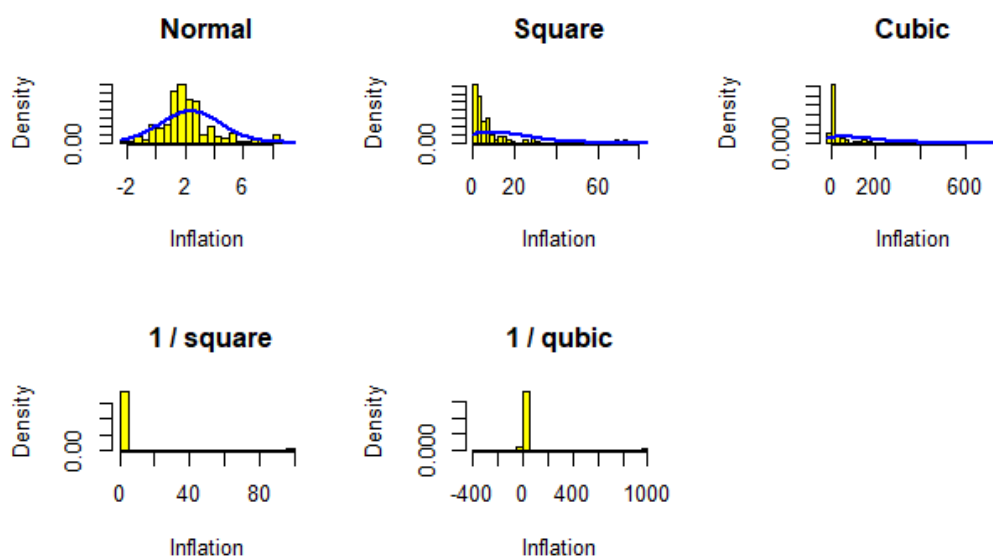 Normal
Density
0.00
-2 2 6
Inflation
Square
Density
0.00
0 20 60
Inflation
Cubic
Density
0.000
0 200 600
Inflation
1 / square
Density
0.00
0 40 80
Inflation
1 / qubic
Density
0.000
-400 0 400 1000
Inflation